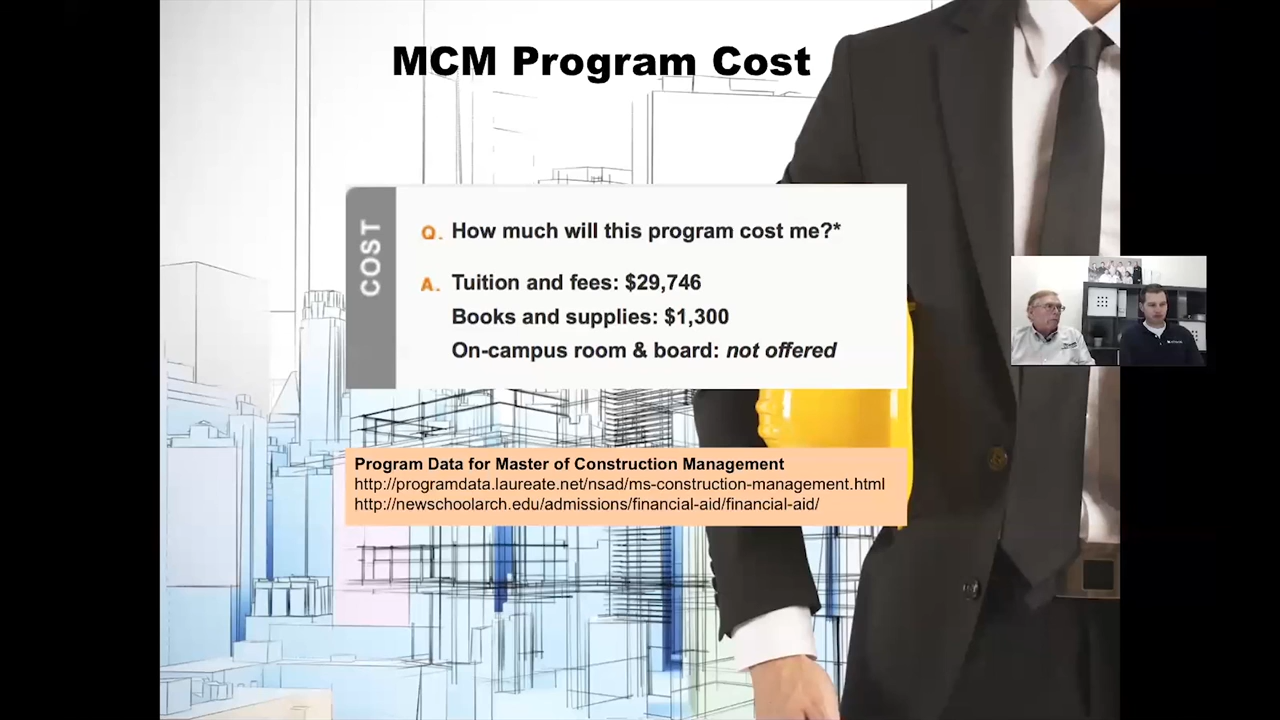 MCM Program Cost
COST
Q. How much will this program cost me?*
A. Tuition and fees: $29,746
Books and supplies: $1,300
On-campus room & board: not offered
Program Data for Master of Construction Management
http://programdata.laureate.net/nsad/ms-construction-management.html
http://newschoolarch.edu/admissions/financial-aid/financial-aid/